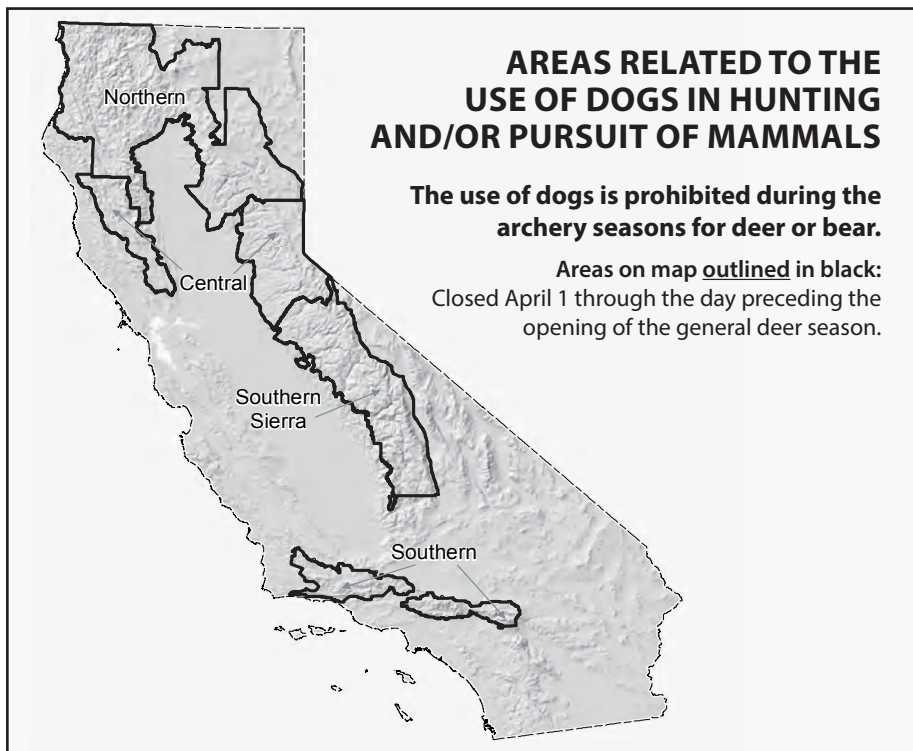 AREAS RELATED TO THE
USE OF DOGS IN HUNTING
AND/OR PURSUIT OF MAMMALS
The use of dogs is prohibited during the
archery seasons for deer or bear.
Areas on map outlined in black:
Closed April 1 through the day preceding the
opening of the general deer season.
Northern
Central
Southern
Sierra
Southern